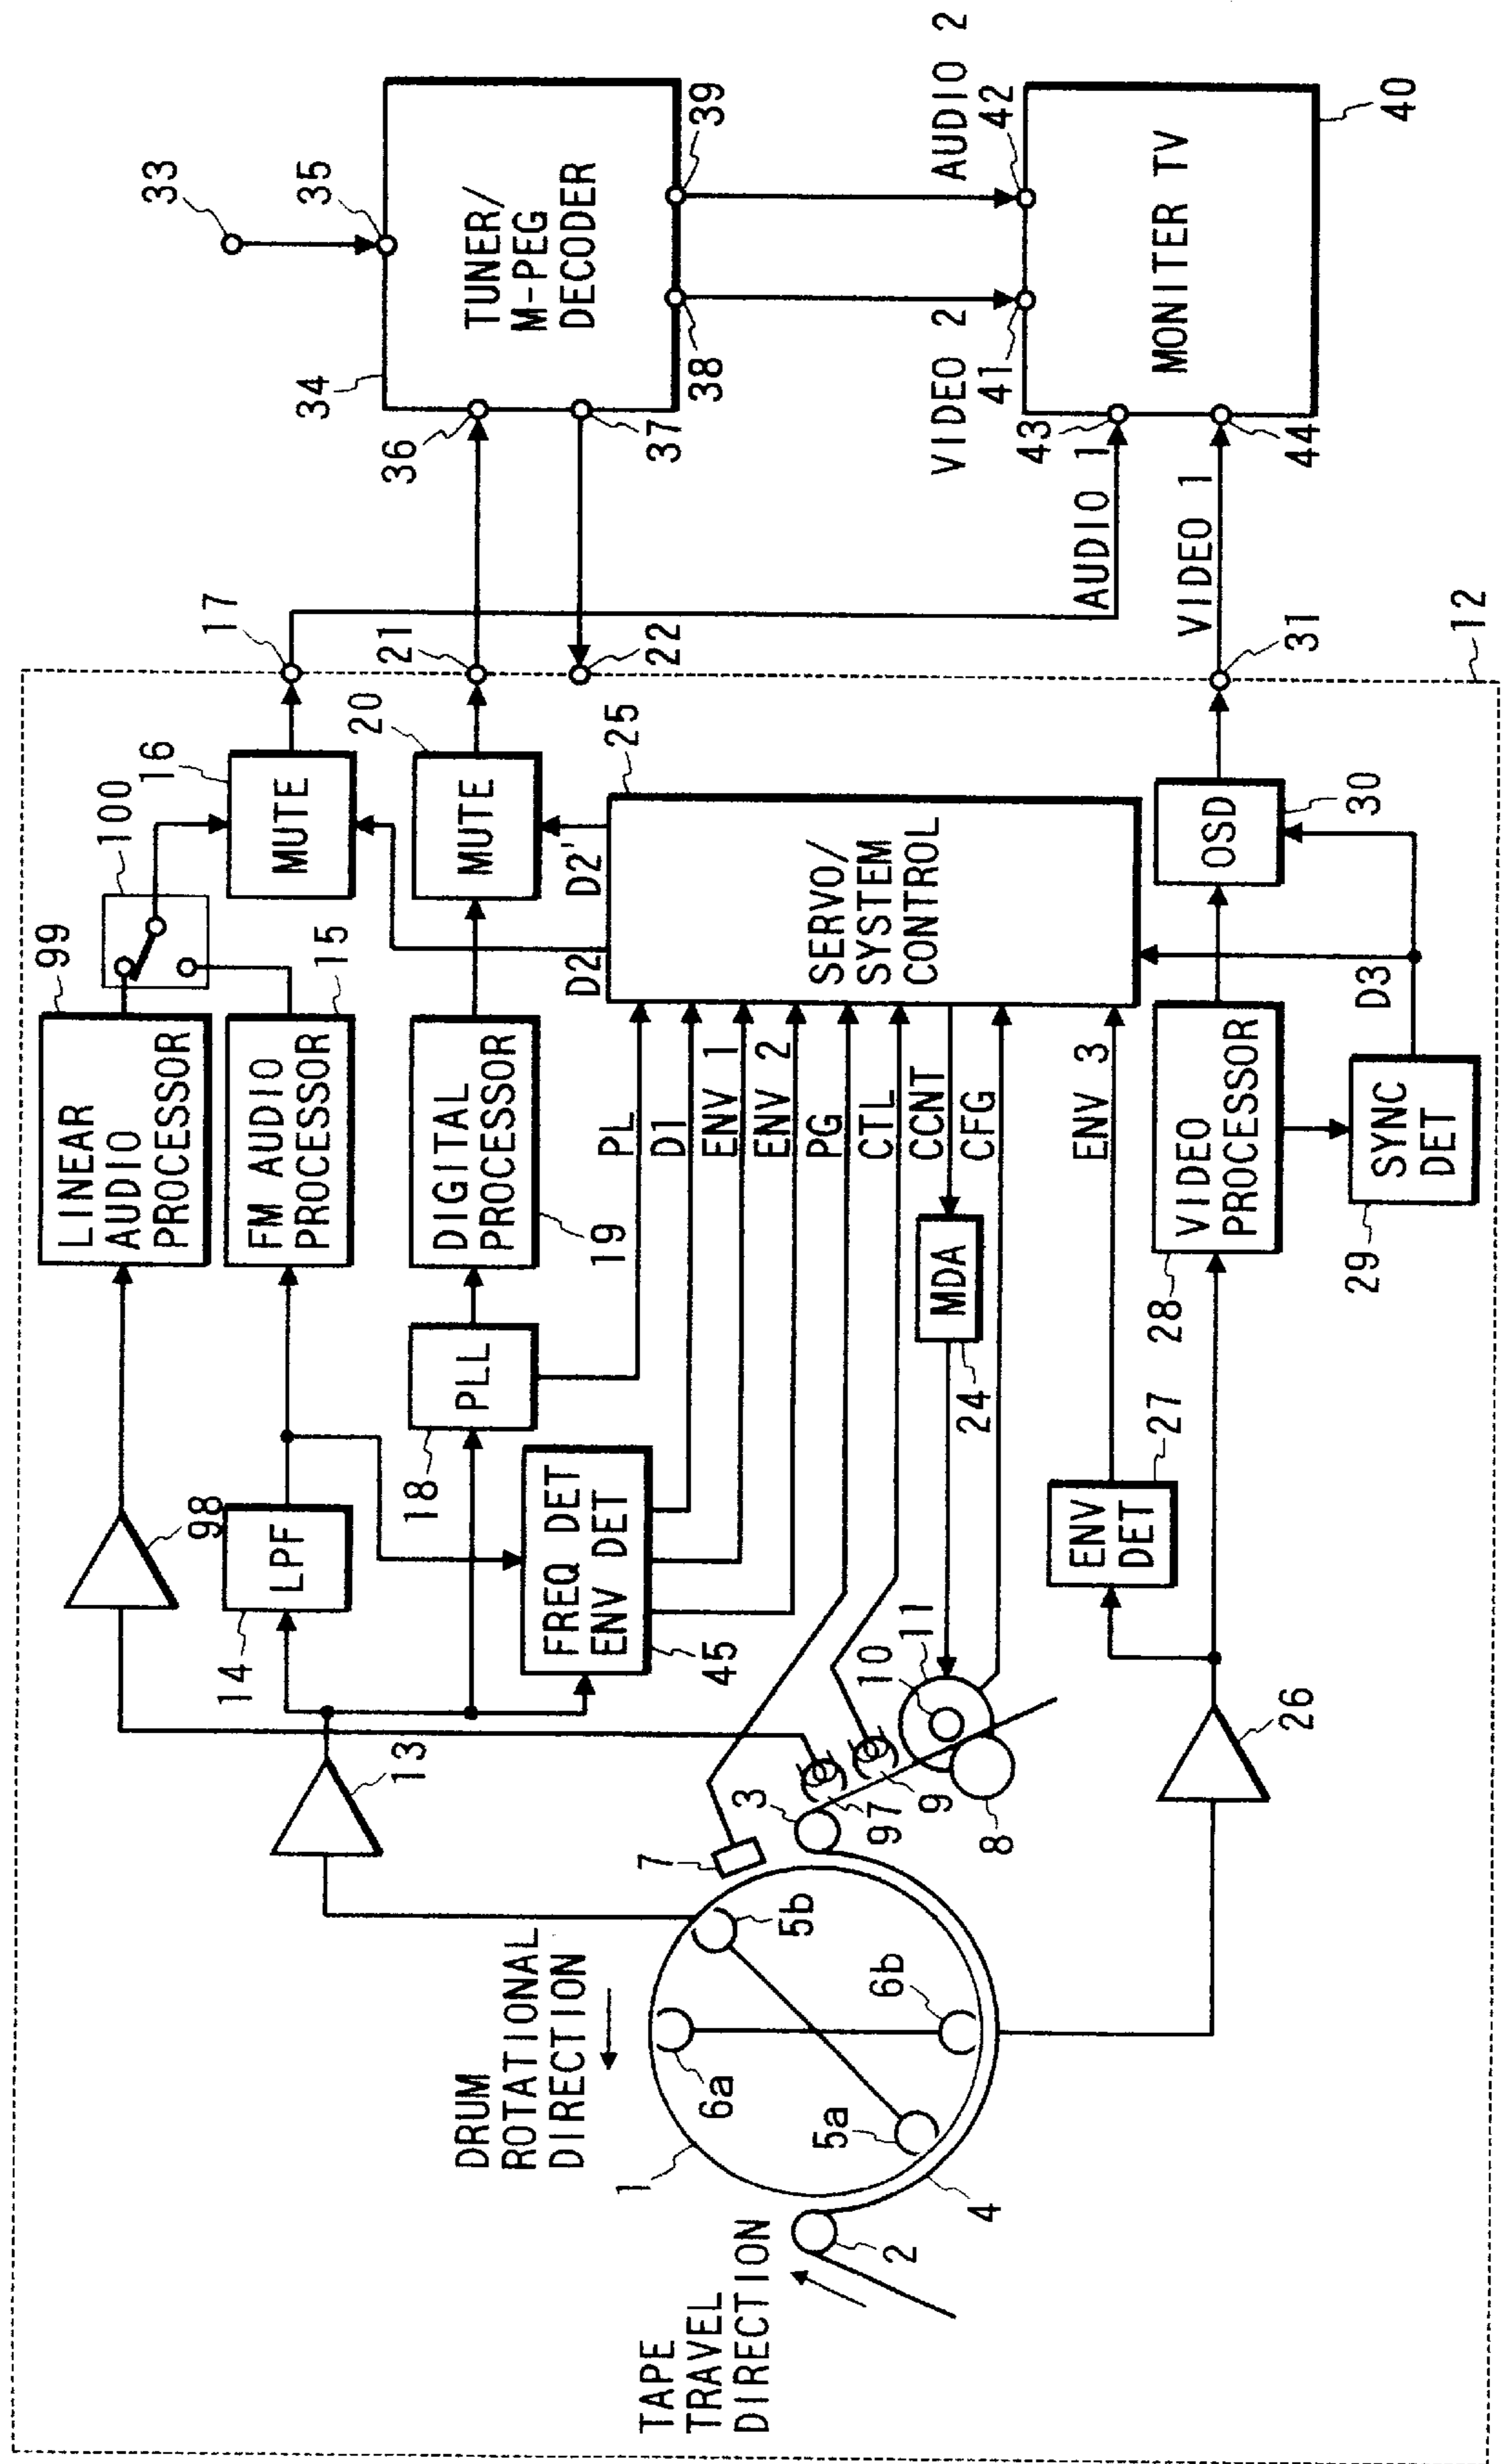 33
35
34
TUNER/
M-PEG
DECODER
36
37
38
39
VIDEO 2
AUDIO 2
41
42
MONITER TV
40
43
44
AUDIO 1
VIDEO 1
12
17
21
22
31
99
LINEAR
AUDIO
PROCESSOR
100
16
MUTE
FM AUDIO
PROCESSOR
15
20
MUTE
DIGITAL
PROCESSOR
19
D2
D2'
25
SERVO/
SYSTEM
CONTROL
PL
D1
ENV 1
ENV 2
PG
CTL
CCNT
CFG
ENV 3
98
LPF
14
18
PLL
FREQ DET
ENV DET
45
MDA
24
ENV
DET
27
28
VIDEO
PROCESSOR
OSD
30
D3
SYNC
DET
29
13
26
7
3
97
9
10
11
8
DRUM
ROTATIONAL
DIRECTION
1
5b
6a
6b
5a
4
2
TAPE
TRAVEL
DIRECTION